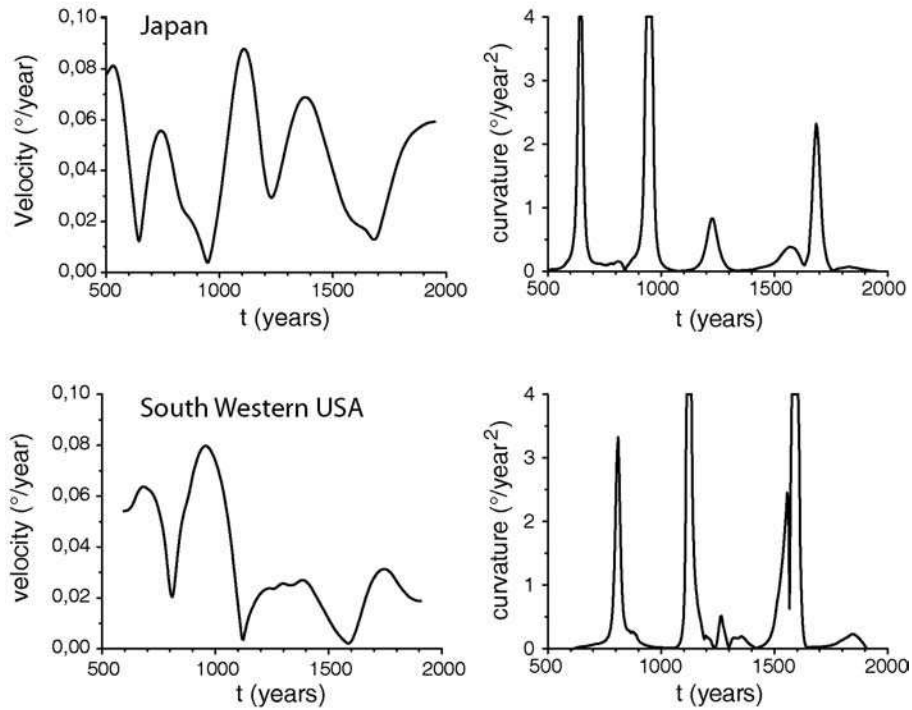 Japan
Velocity (°/year)
0,10
0,08
0,06
0,04
0,02
0,00
500 1000 1500 2000
t (years)
curvature (°/year²)
4
3
2
1
0
500 1000 1500 2000
t (years)
South Western USA
velocity (°/year)
0,10
0,08
0,06
0,04
0,02
0,00
500 1000 1500 2000
t (years)
curvature (°/year²)
4
3
2
1
0
500 1000 1500 2000
t (years)